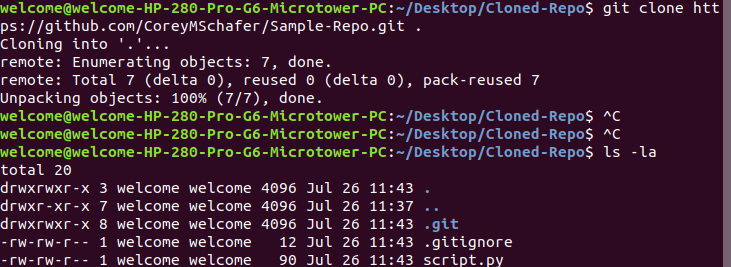 welcome@welcome-HP-280-Pro-G6-Microtower-PC:~/Desktop/Cloned-Repo$ git clone htt
ps://github.com/CoreyMSchafer/Sample-Repo.git .
Cloning into '.'...
remote: Enumerating objects: 7, done.
remote: Total 7 (delta 0), reused 0 (delta 0), pack-reused 7
Unpacking objects: 100% (7/7), done.
welcome@welcome-HP-280-Pro-G6-Microtower-PC:~/Desktop/Cloned-Repo$ ^C
welcome@welcome-HP-280-Pro-G6-Microtower-PC:~/Desktop/Cloned-Repo$ ^C
welcome@welcome-HP-280-Pro-G6-Microtower-PC:~/Desktop/Cloned-Repo$ ls -la
total 20
drwxrwxr-x 3 welcome welcome 4096 Jul 26 11:43 .
drwxr-xr-x 7 welcome welcome 4096 Jul 26 11:37 ..
drwxrwxr-x 8 welcome welcome 4096 Jul 26 11:43 .git
-rw-rw-r-- 1 welcome welcome   12 Jul 26 11:43 .gitignore
-rw-rw-r-- 1 welcome welcome   90 Jul 26 11:43 script.py